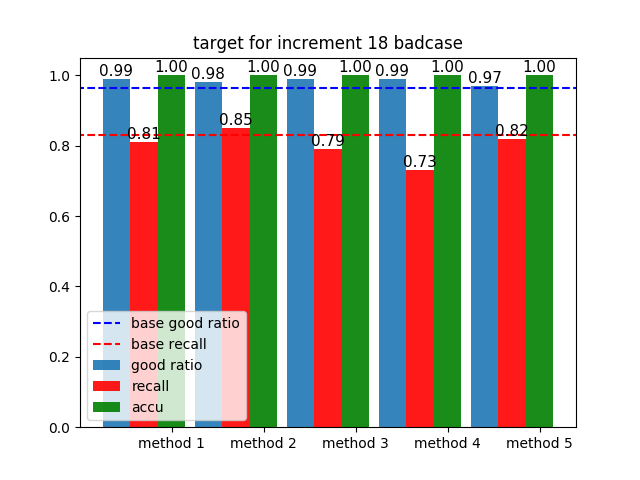 target for increment 18 badcase
0.99 1.00 0.98 1.00 0.99 1.00 0.99 1.00 0.97 1.00
0.81 0.85 0.79 0.73 0.82
1.0
0.8
0.6
0.4
0.2
0.0
base good ratio
base recall
good ratio
recall
accu
method 1 method 2 method 3 method 4 method 5